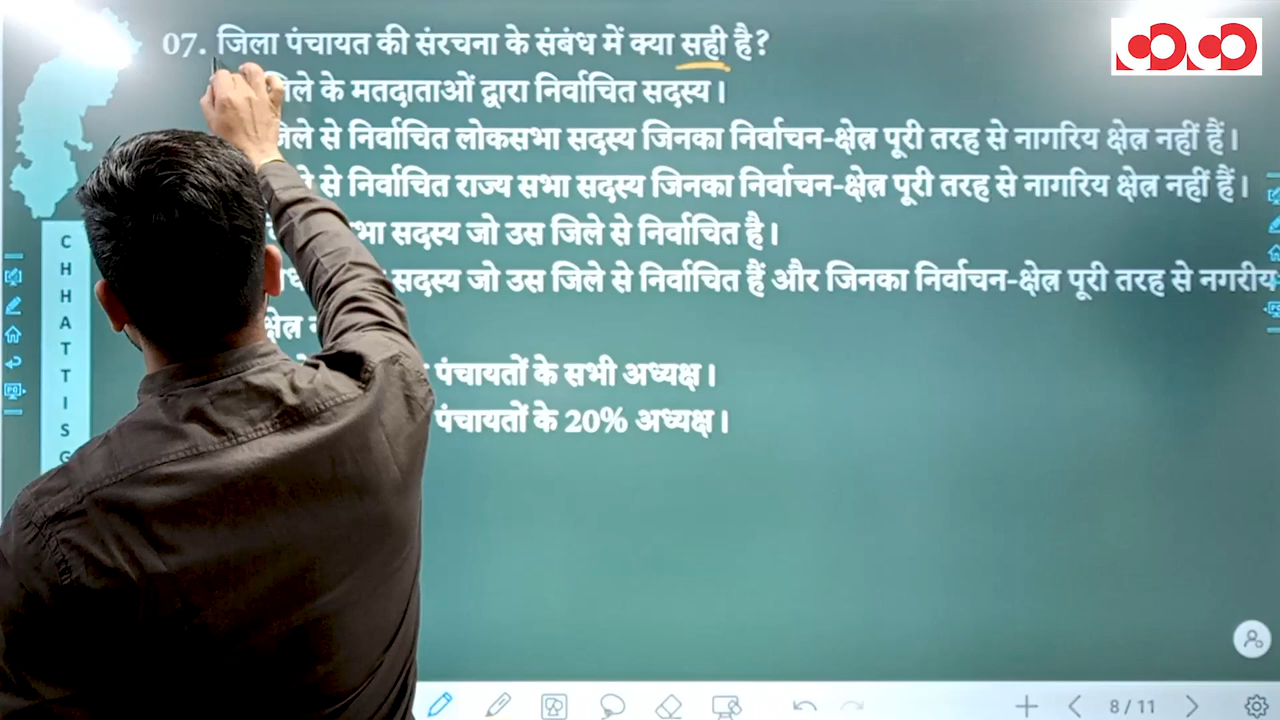 07. जिला पंचायत की संरचना के संबंध में क्या सही है?
के मतदाताओं द्वारा निर्वाचित सदस्य।
से निर्वाचित लोकसभा सदस्य जिनका निर्वाचन-क्षेत्र पूरी तरह से नागरिय क्षेत्र नहीं हैं।
से निर्वाचित राज्य सभा सदस्य जिनका निर्वाचन-क्षेत्र पूरी तरह से नागरिय क्षेत्र नहीं हैं।
सदस्य जो उस जिले से निर्वाचित है।
सदस्य जो उस जिले से निर्वाचित हैं और जिनका निर्वाचन-क्षेत्र पूरी तरह से नगरीय
क्षेत्र
पंचायतों के सभी अध्यक्ष।
पंचायतों के 20% अध्यक्ष।
CHHATTISG
8 / 11